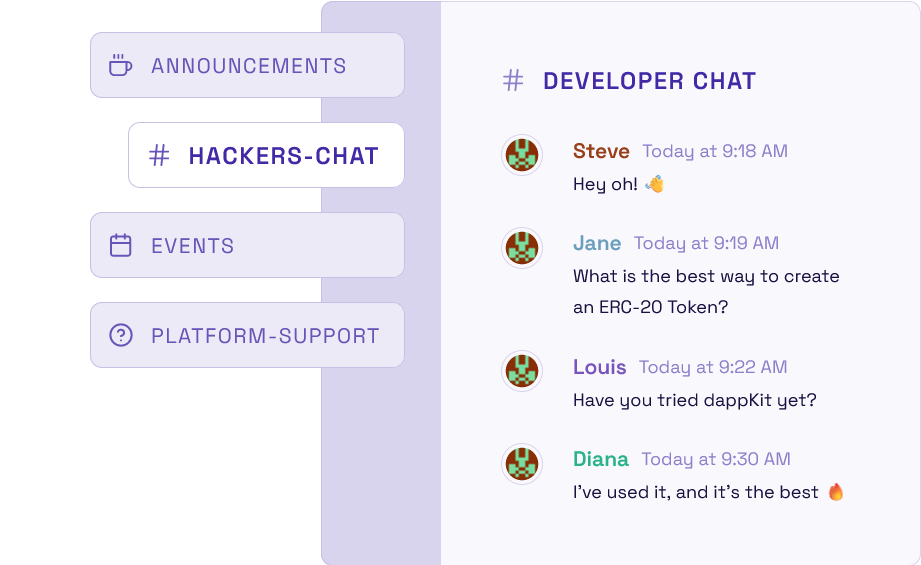 ANNOUNCEMENTS
# HACKERS-CHAT
EVENTS
PLATFORM-SUPPORT
# DEVELOPER CHAT
Steve Today at 9:18 AM
Hey oh! 👋
Jane Today at 9:19 AM
What is the best way to create
an ERC-20 Token?
Louis Today at 9:22 AM
Have you tried dappKit yet?
Diana Today at 9:30 AM
I've used it, and it's the best 🔥